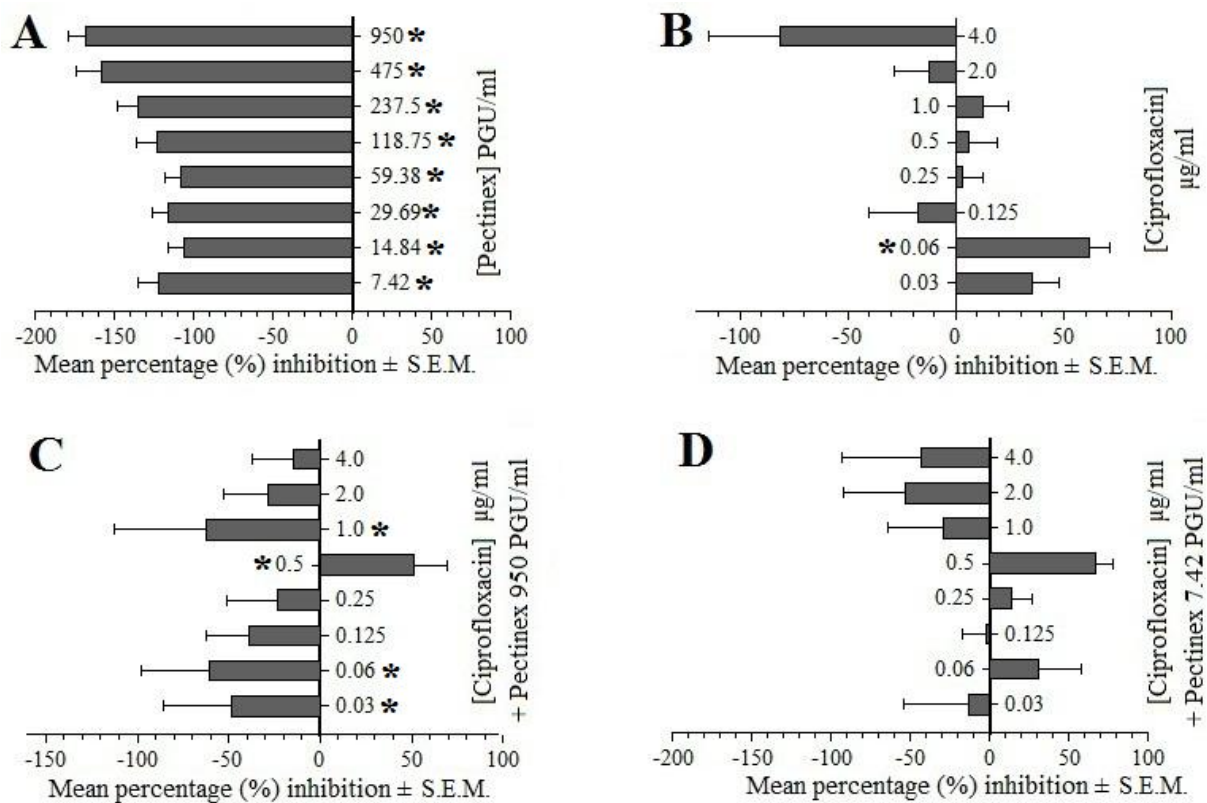 A
950 *
475 *
237.5 *
118.75 *
59.38 *
29.69 *
14.84 *
7.42 *
[Pectinex] PGU/ml
-200 -150 -100 -50 0 50 100
Mean percentage (%) inhibition ± S.E.M.
B
4.0
2.0
1.0
0.5
0.25
0.125
* 0.06
0.03
[Ciprofloxacin]
µg/ml
-100 -50 0 50 100
Mean percentage (%) inhibition ± S.E.M.
C
4.0
2.0
1.0 *
* 0.5
0.25
0.125
0.06 *
0.03 *
[Ciprofloxacin] µg/ml
+ Pectinex 950 PGU/ml
-150 -100 -50 0 50 100
Mean percentage (%) inhibition ± S.E.M.
D
4.0
2.0
1.0
0.5
0.25
0.125
0.06
0.03
[Ciprofloxacin] µg/ml
+ Pectinex 7.42 PGU/ml
-200 -150 -100 -50 0 50 100
Mean percentage (%) inhibition ± S.E.M.